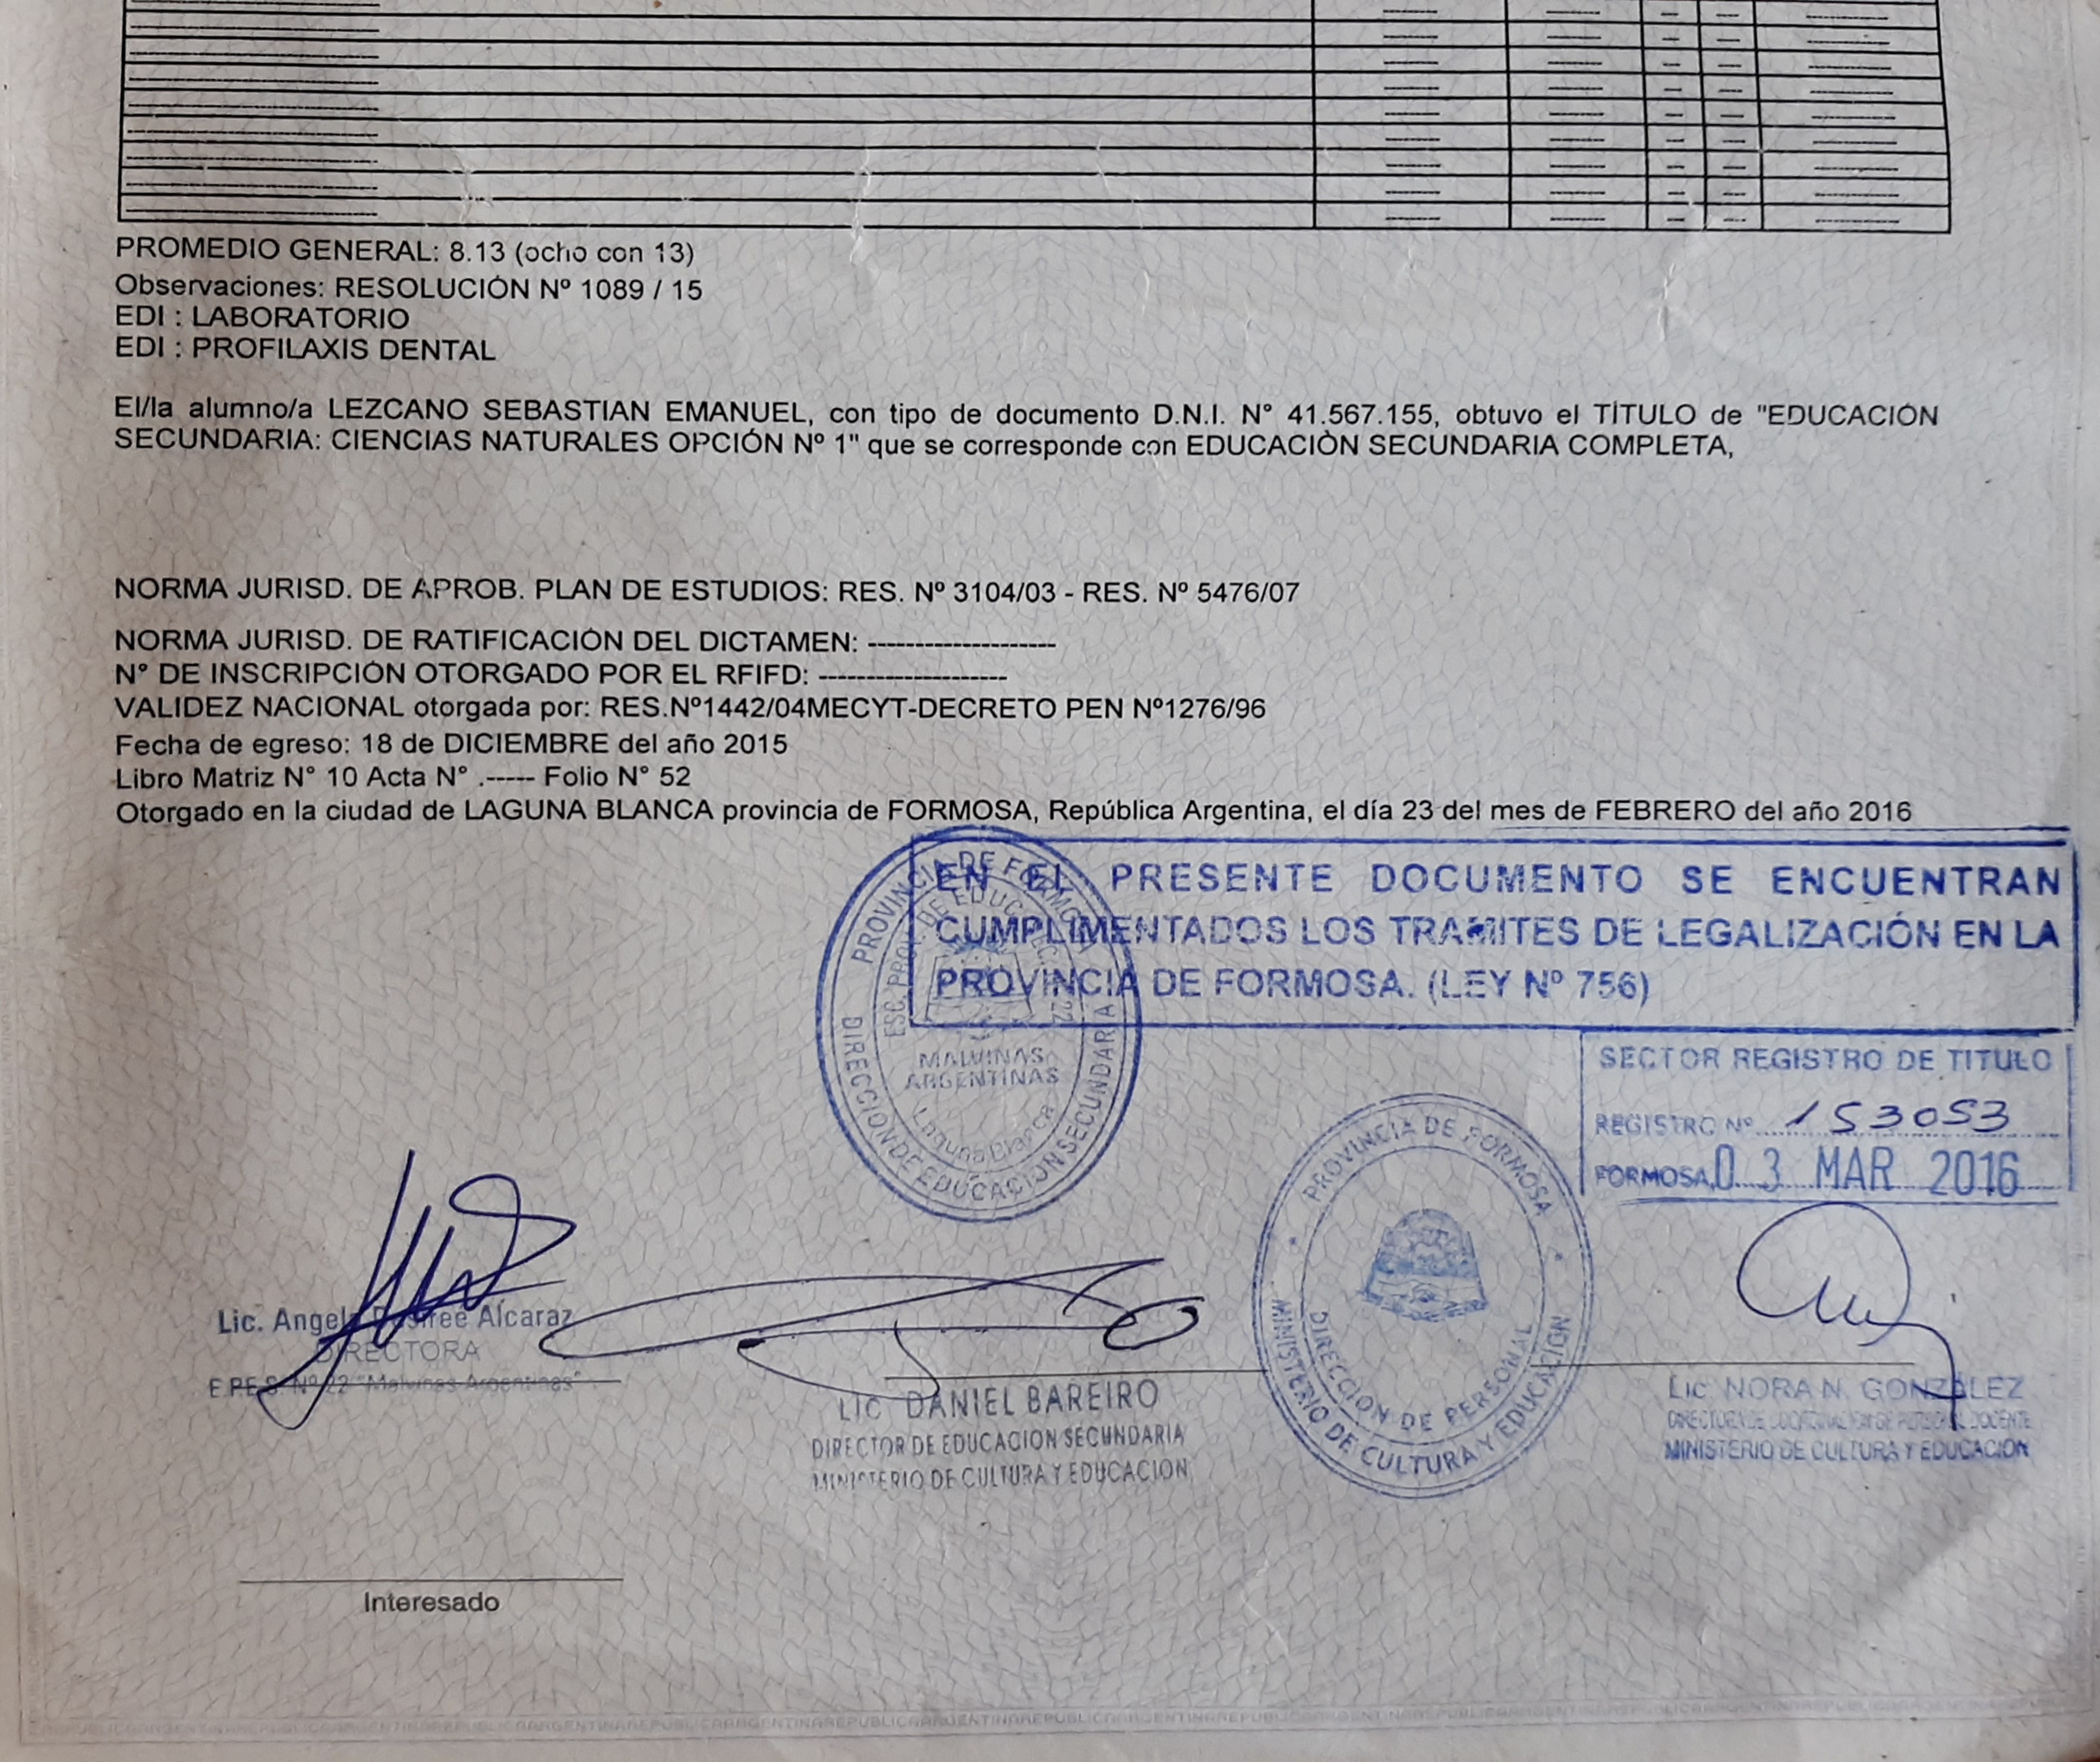 PROMEDIO GENERAL: 8.13 (ocho con 13)
Observaciones: RESOLUCIÓN Nº 1089 / 15
EDI : LABORATORIO
EDI : PROFILAXIS DENTAL
El/la alumno/a LEZCANO SEBASTIAN EMANUEL, con tipo de documento D.N.I. N° 41.567.155, obtuvo el TÍTULO de "EDUCACIÓN
SECUNDARIA: CIENCIAS NATURALES OPCIÓN Nº 1" que se corresponde con EDUCACIÒN SECUNDARIA COMPLETA,
NORMA JURISD. DE APROB. PLAN DE ESTUDIOS: RES. Nº 3104/03 - RES. Nº 5476/07
NORMA JURISD. DE RATIFICACIÓN DEL DICTAMEN: --------------------
N° DE INSCRIPCIÓN OTORGADO POR EL RFIFD: --------------------
VALIDEZ NACIONAL otorgada por: RES.Nº1442/04MECYT-DECRETO PEN Nº1276/96
Fecha de egreso: 18 de DICIEMBRE del año 2015
Libro Matriz N° 10 Acta N° .----- Folio N° 52
Otorgado en la ciudad de LAGUNA BLANCA provincia de FORMOSA, República Argentina, el día 23 del mes de FEBRERO del año 2016
EN EL PRESENTE DOCUMENTO SE ENCUENTRAN
CUMPLIMENTADOS LOS TRAMITES DE LEGALIZACIÓN EN LA
PROVINCIA DE FORMOSA. (LEY Nº 756)
PROVINCIA DE FORMOSA
ESC. PROV. DE EDUC. SEC. 22
MALVINAS
ARGENTINAS
Laguna Blanca
DIRECCION DE EDUCACION SECUNDARIA
SECTOR REGISTRO DE TITULO
REGISTRO Nº 153053
FORMOSA, 03 MAR 2016
PROVINCIA DE FORMOSA
DIRECCION DE PERSONAL
MINISTERIO DE CULTURA Y EDUCACION
Lic. Angela Alcaraz
DIRECTORA
E.P.E.S. Nº 22 "Malvinas Argentinas"
LIC. DANIEL BAREIRO
DIRECTOR DE EDUCACION SECUNDARIA
MINISTERIO DE CULTURA Y EDUCACION
Lic. NORA N. GONZALEZ
MINISTERIO DE CULTURA Y EDUCACION
Interesado